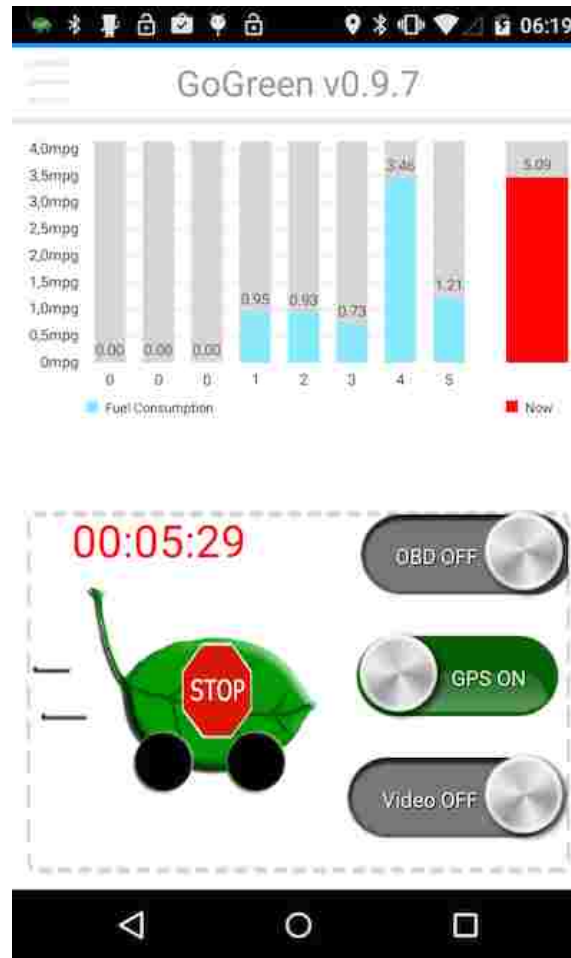 06:19
GoGreen v0.9.7
4,0mpg
3,5mpg
3,0mpg
2,5mpg
2,0mpg
1,5mpg
1,0mpg
0,5mpg
0mpg
0.00 0.00 0.00 0.95 0.93 0.73 3.46 1.21 5.09
0 0 0 1 2 3 4 5
Fuel Consumption Now
00:05:29
OBD OFF
STOP
GPS ON
Video OFF